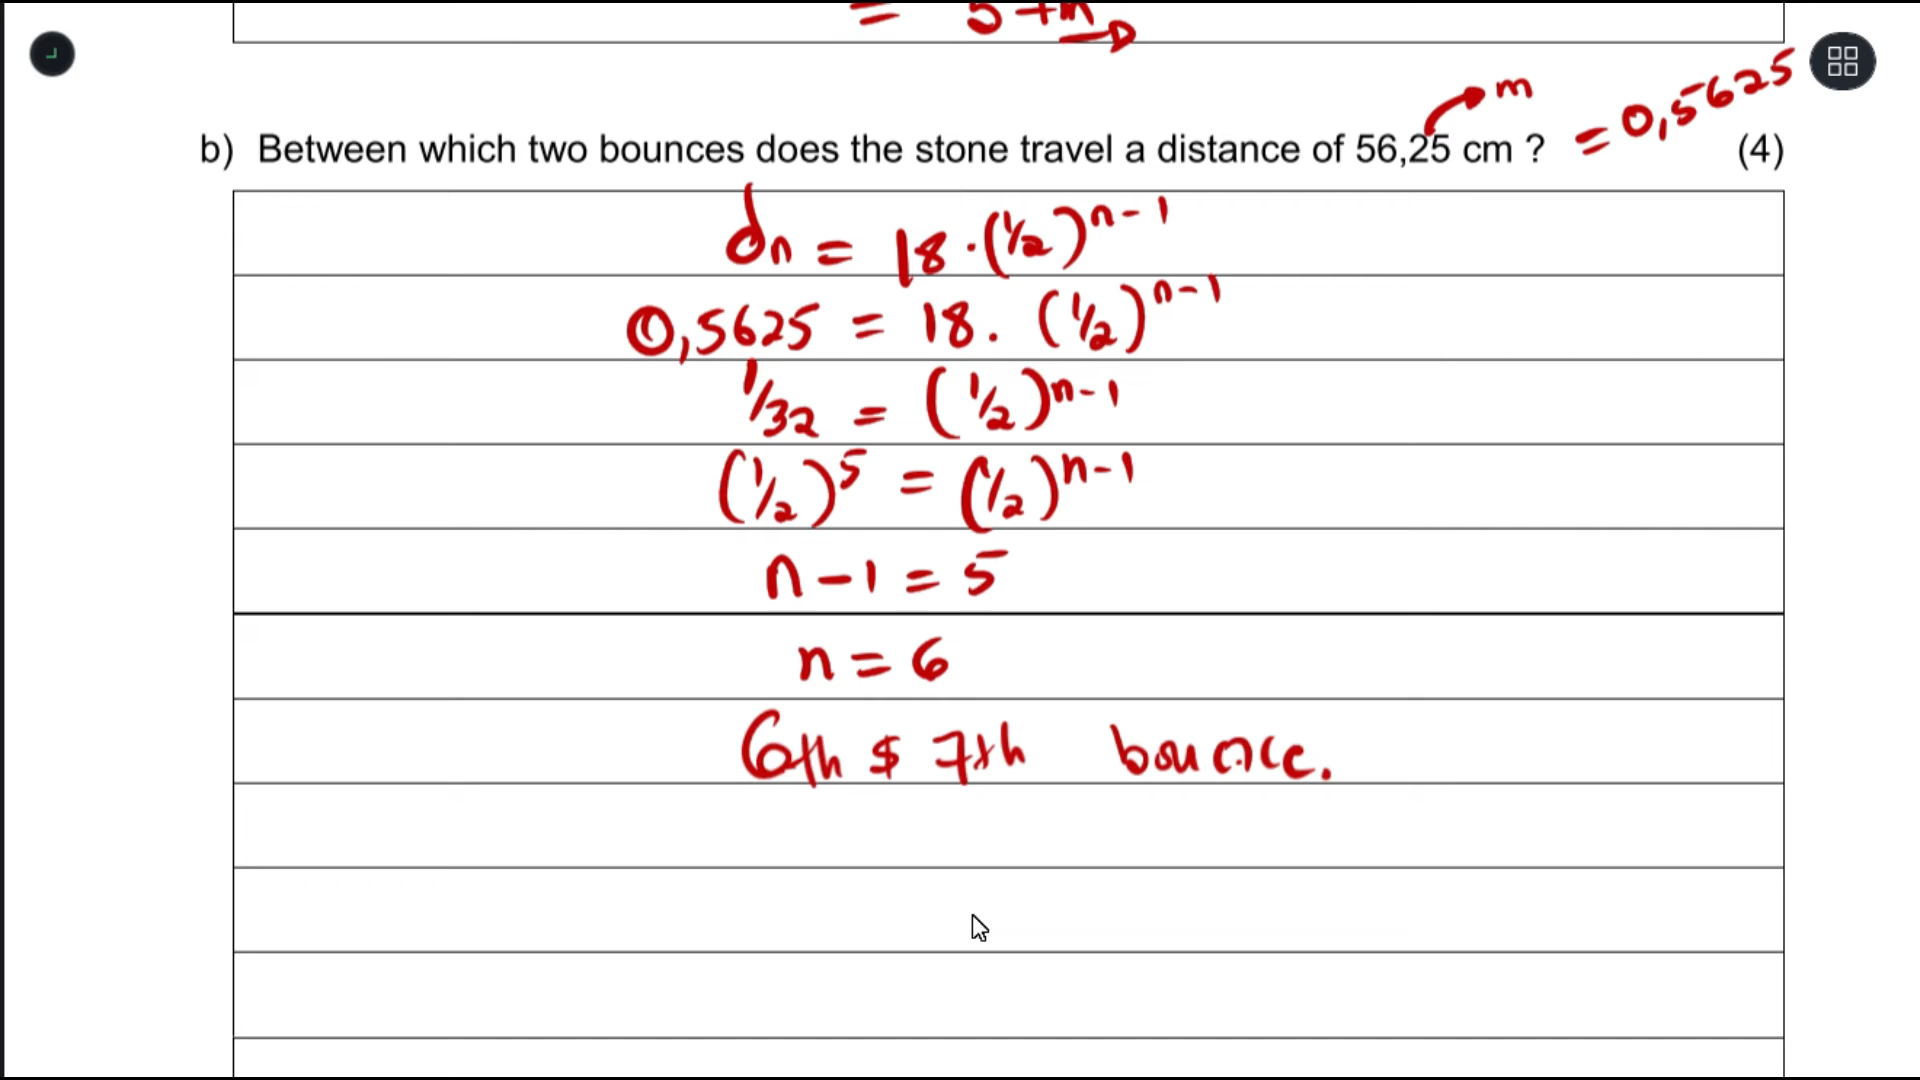 = 54m
m
= 0,5625
b) Between which two bounces does the stone travel a distance of 56,25 cm ? (4)
dn = 18 · (1/2)^n-1
0,5625 = 18. (1/2)^n-1
1/32 = (1/2)^n-1
(1/2)^5 = (1/2)^n-1
n - 1 = 5
n = 6
6th $ 7th bounce.